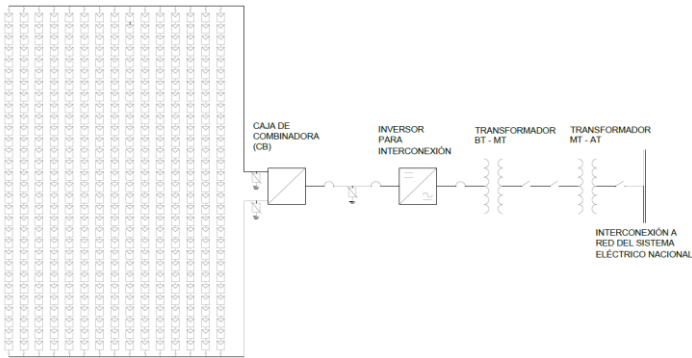 CAJA DE
COMBINADORA
(CB)
INVERSOR
PARA
INTERCONEXIÓN
TRANSFORMADOR
BT - MT
TRANSFORMADOR
MT - AT
INTERCONEXIÓN A
RED DEL SISTEMA
ELÉCTRICO NACIONAL